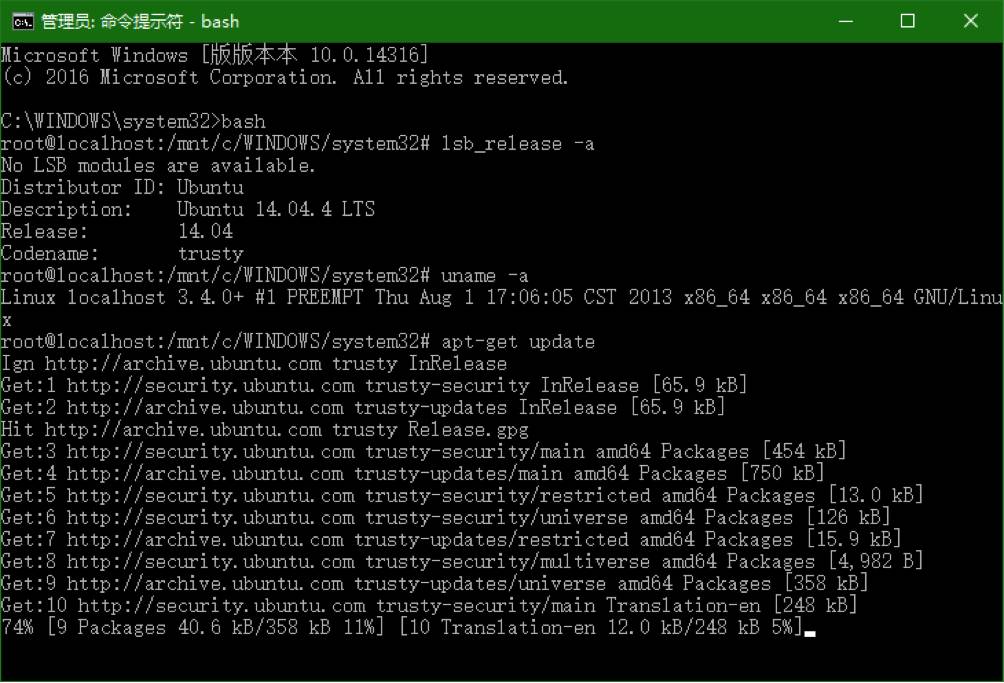 管理员: 命令提示符 - bash
Microsoft Windows [版版本本 10.0.14316]
(c) 2016 Microsoft Corporation. All rights reserved.
C:\WINDOWS\system32>bash
root@localhost:/mnt/c/WINDOWS/system32# lsb_release -a
No LSB modules are available.
Distributor ID: Ubuntu
Description:    Ubuntu 14.04.4 LTS
Release:        14.04
Codename:       trusty
root@localhost:/mnt/c/WINDOWS/system32# uname -a
Linux localhost 3.4.0+ #1 PREEMPT Thu Aug 1 17:06:05 CST 2013 x86_64 x86_64 x86_64 GNU/Linu
x
root@localhost:/mnt/c/WINDOWS/system32# apt-get update
Ign http://archive.ubuntu.com trusty InRelease
Get:1 http://security.ubuntu.com trusty-security InRelease [65.9 kB]
Get:2 http://archive.ubuntu.com trusty-updates InRelease [65.9 kB]
Hit http://archive.ubuntu.com trusty Release.gpg
Get:3 http://security.ubuntu.com trusty-security/main amd64 Packages [454 kB]
Get:4 http://archive.ubuntu.com trusty-updates/main amd64 Packages [750 kB]
Get:5 http://security.ubuntu.com trusty-security/restricted amd64 Packages [13.0 kB]
Get:6 http://security.ubuntu.com trusty-security/universe amd64 Packages [126 kB]
Get:7 http://archive.ubuntu.com trusty-updates/restricted amd64 Packages [15.9 kB]
Get:8 http://security.ubuntu.com trusty-security/multiverse amd64 Packages [4,982 B]
Get:9 http://archive.ubuntu.com trusty-updates/universe amd64 Packages [358 kB]
Get:10 http://security.ubuntu.com trusty-security/main Translation-en [248 kB]
74% [9 Packages 40.6 kB/358 kB 11%] [10 Translation-en 12.0 kB/248 kB 5%]